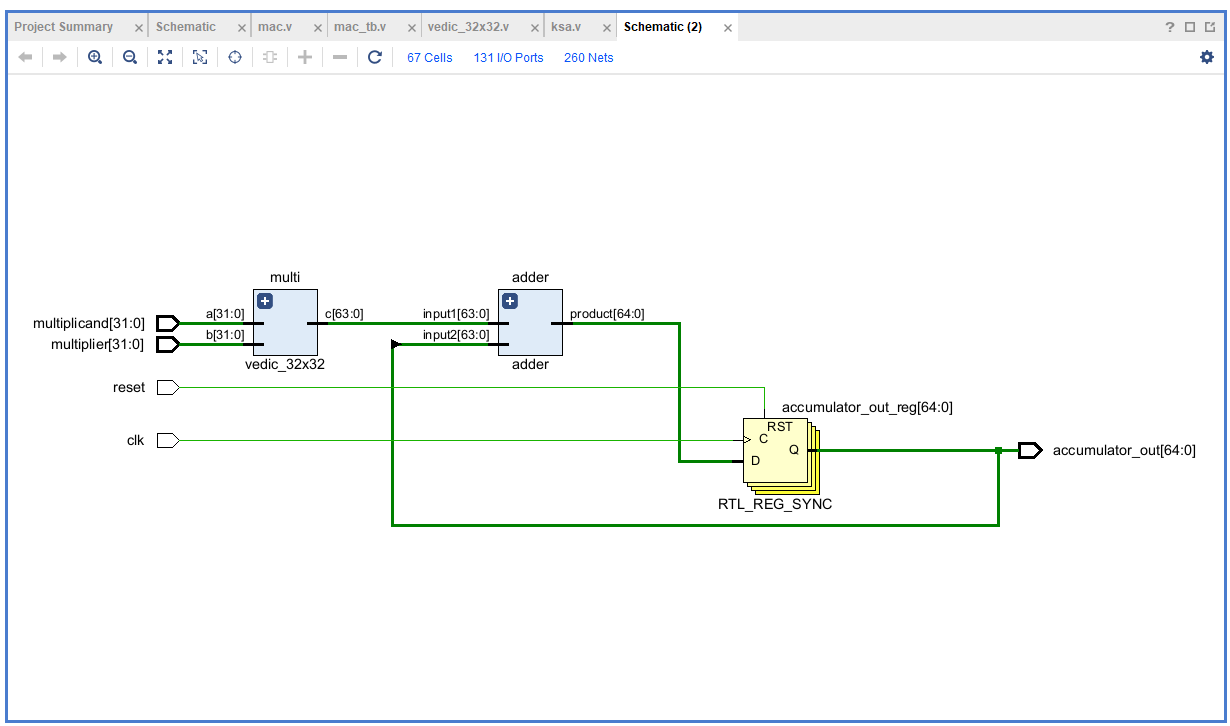 Project Summary
Schematic
mac.v
mac_tb.v
vedic_32x32.v
ksa.v
Schematic (2)
?
67 Cells
131 I/O Ports
260 Nets
multi
adder
multiplicand[31:0]
a[31:0]
c[63:0]
input1[63:0]
product[64:0]
multiplier[31:0]
b[31:0]
input2[63:0]
vedic_32x32
adder
reset
accumulator_out_reg[64:0]
RST
clk
C
Q
accumulator_out[64:0]
D
RTL_REG_SYNC